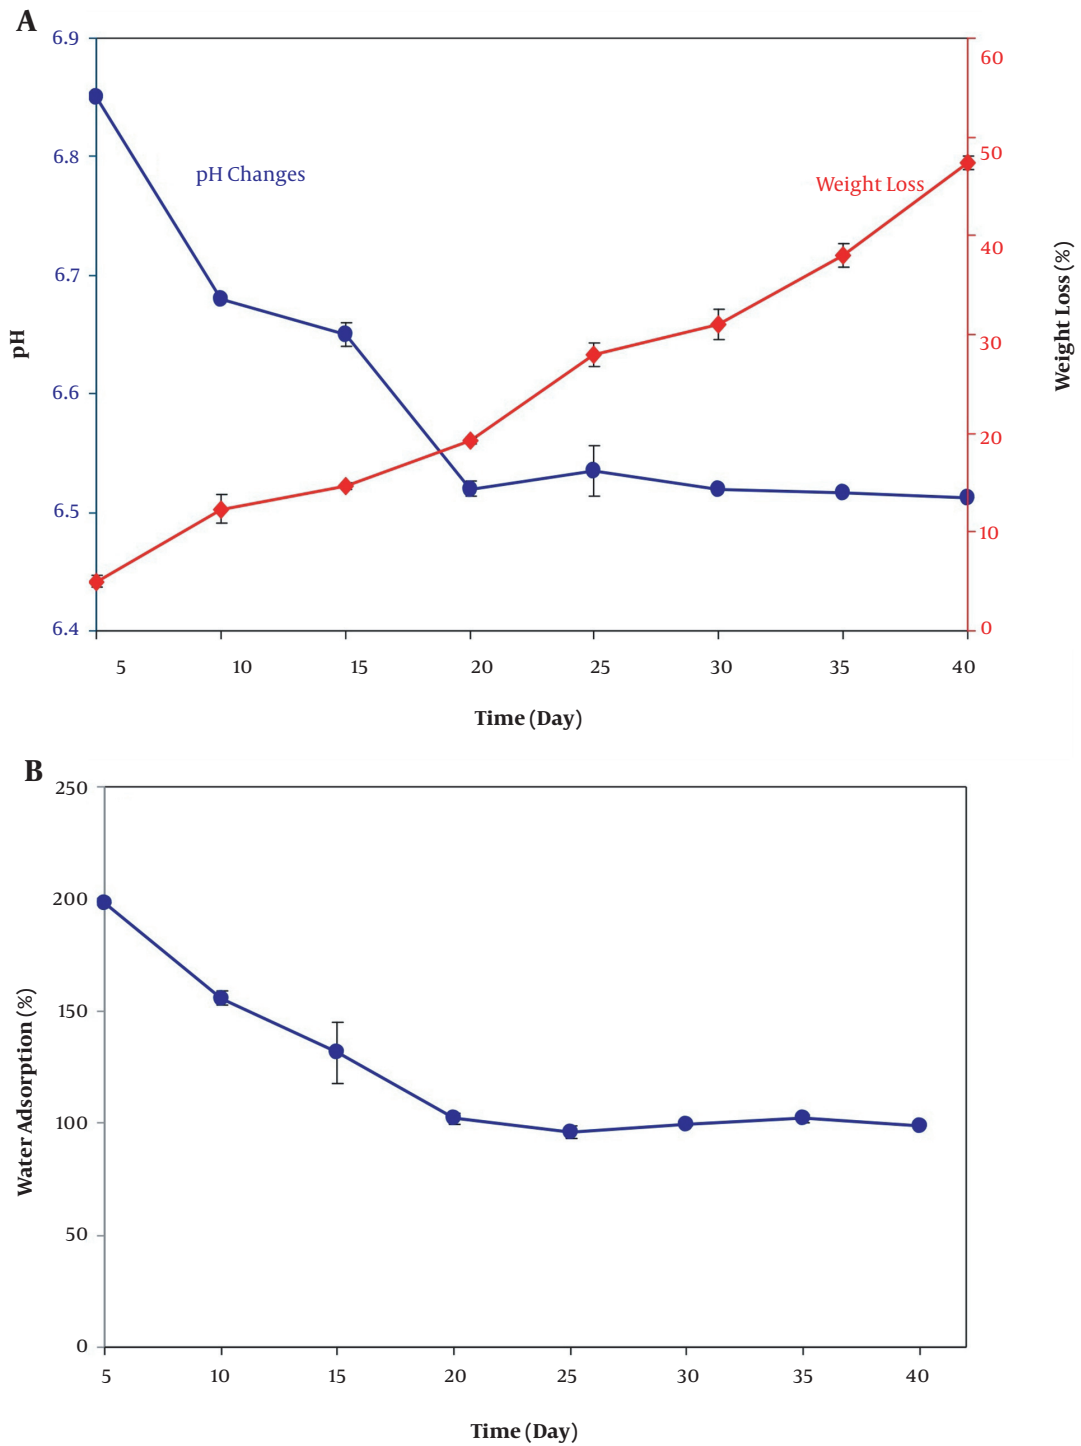 A
6.9
6.8
6.7
6.6
6.5
6.4
pH
pH Changes
Weight Loss
60
50
40
30
20
10
0
Weight Loss (%)
5 10 15 20 25 30 35 40
Time (Day)
B
250
200
150
100
50
0
Water Adsorption (%)
5 10 15 20 25 30 35 40
Time (Day)